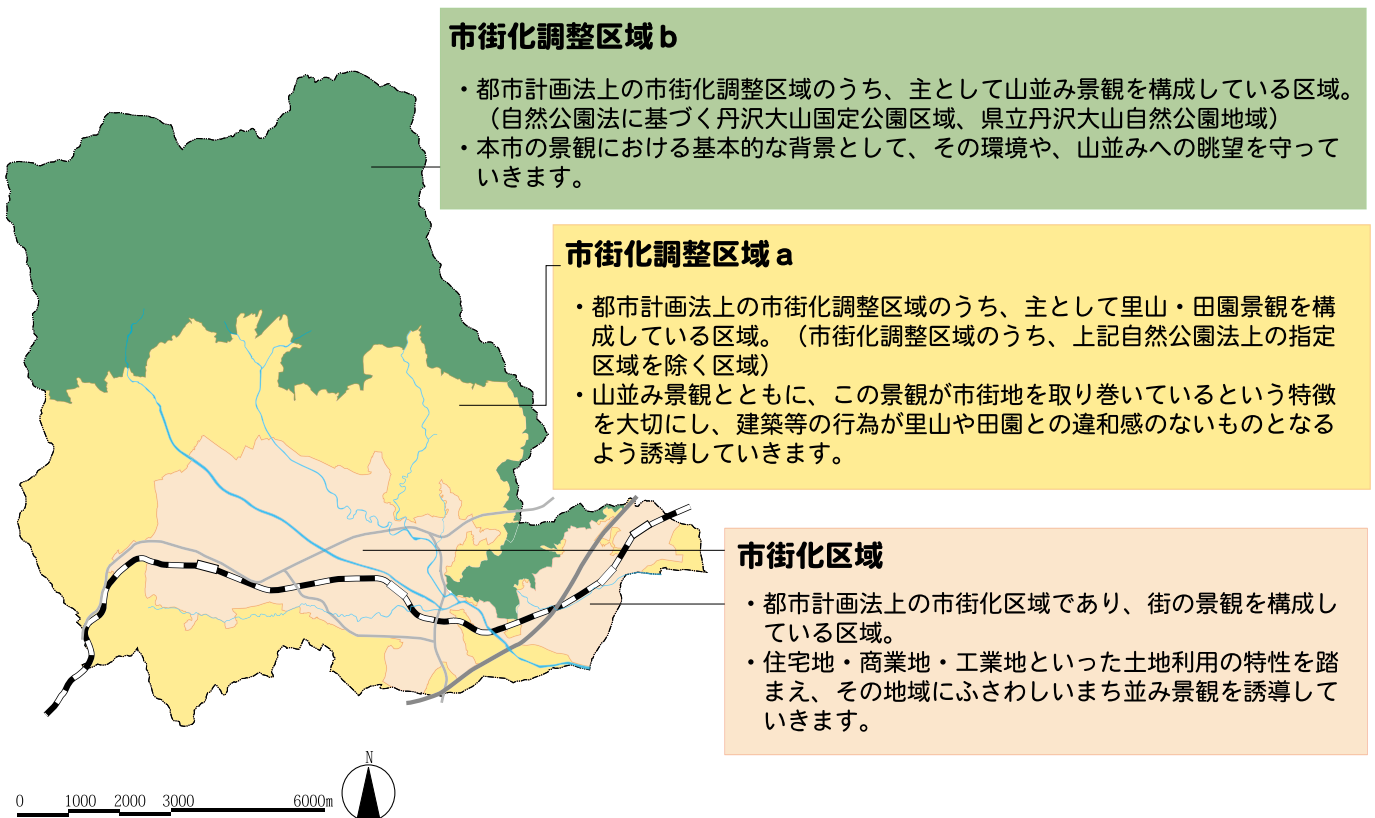 市街化調整区域b
・都市計画法上の市街化調整区域のうち、主として山並み景観を構成している区域。
（自然公園法に基づく丹沢大山国定公園区域、県立丹沢大山自然公園地域）
・本市の景観における基本的な背景として、その環境や、山並みへの眺望を守って
いきます。
市街化調整区域a
・都市計画法上の市街化調整区域のうち、主として里山・田園景観を構
成している区域。（市街化調整区域のうち、上記自然公園法上の指定
区域を除く区域）
・山並み景観とともに、この景観が市街地を取り巻いているという特徴
を大切にし、建築等の行為が里山や田園との違和感のないものとなる
よう誘導していきます。
市街化区域
・都市計画法上の市街化区域であり、街の景観を構成し
ている区域。
・住宅地・商業地・工業地といった土地利用の特性を踏
まえ、その地域にふさわしいまち並み景観を誘導して
いきます。
N
0 1000 2000 3000 6000m